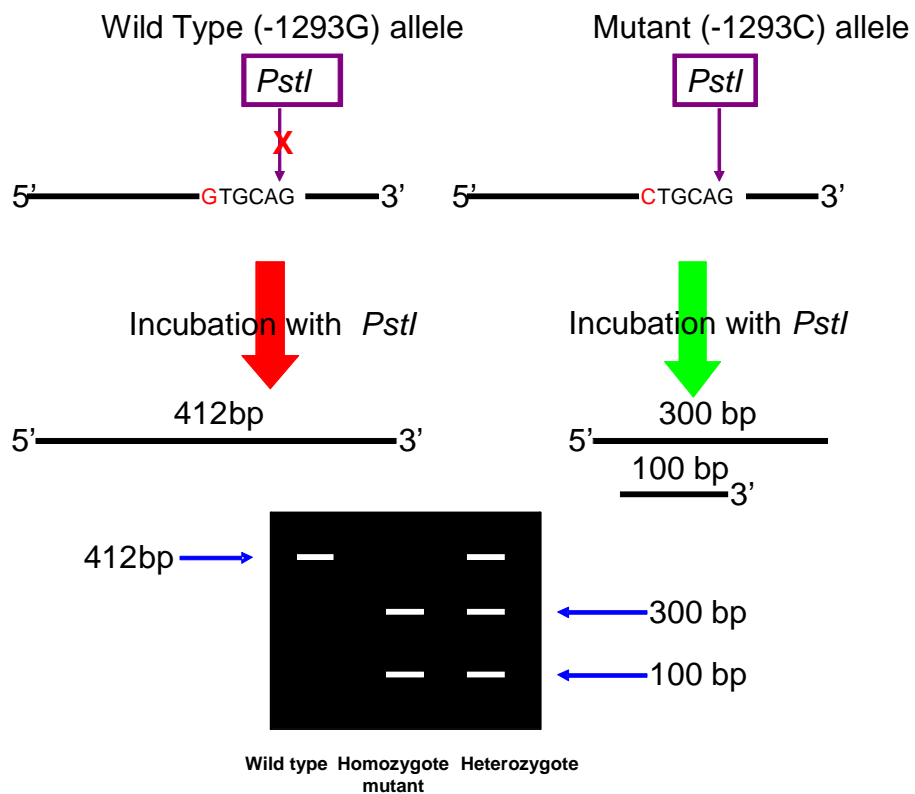 Wild Type (-1293G) allele
Mutant (-1293C) allele
PstI
PstI
X
5’ GTGCAG 3’
5’ CTGCAG 3’
Incubation with PstI
Incubation with PstI
412bp
5’ 3’
300 bp
5’
100 bp
3’
412bp
300 bp
100 bp
Wild type
Homozygote
mutant
Heterozygote